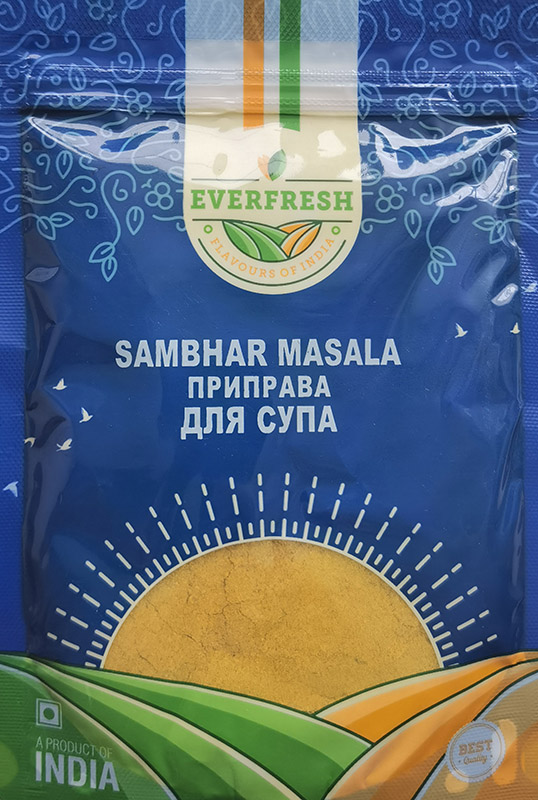 EVERFRESH
FLAVOURS OF INDIA
SAMBHAR MASALA
ПРИПРАВА
ДЛЯ СУПА
A PRODUCT OF
INDIA
BEST
Quality